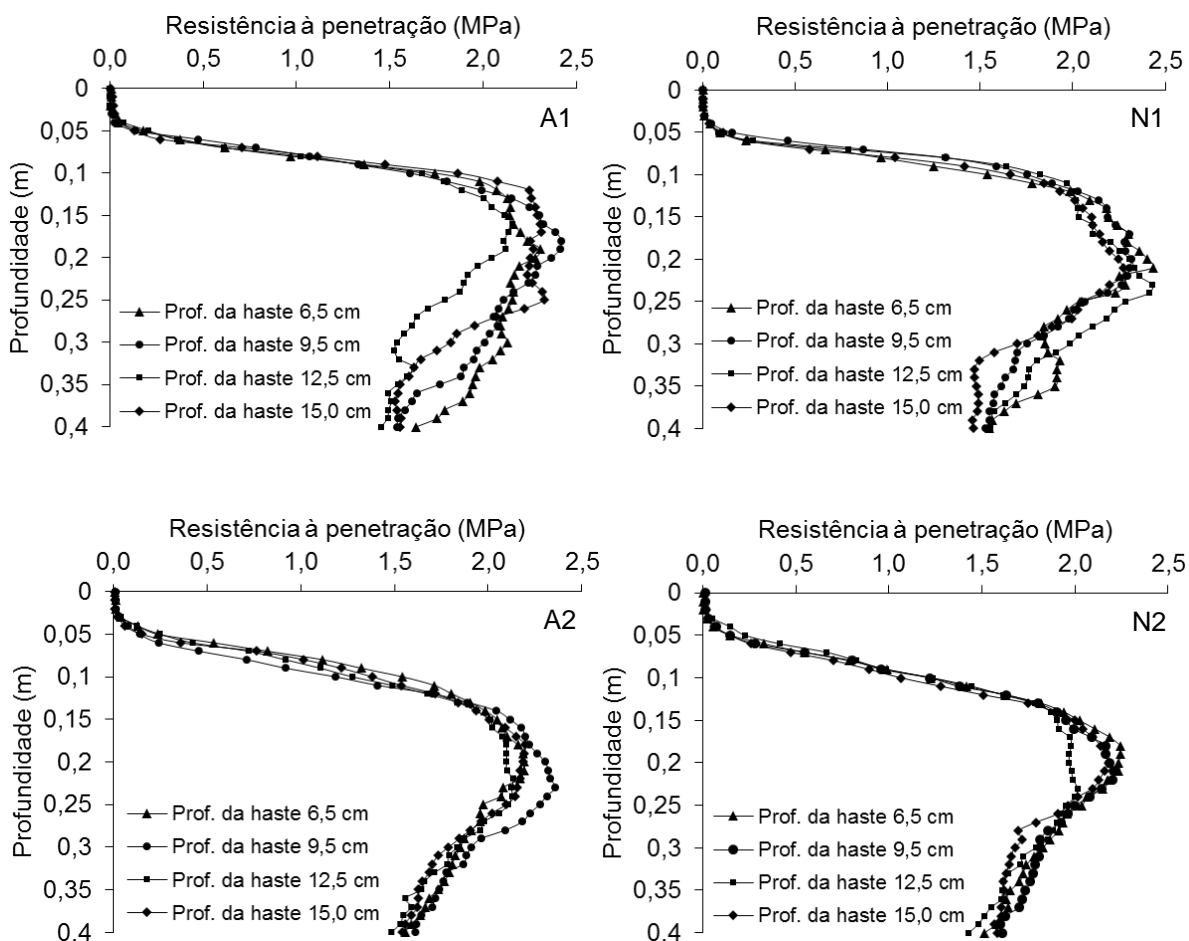 Resistência à penetração (MPa)
0,0 0,5 1,0 1,5 2,0 2,5
A1
Profundidade (m)
0
0,05
0,1
0,15
0,2
0,25
0,3
0,35
0,4
Prof. da haste 6,5 cm
Prof. da haste 9,5 cm
Prof. da haste 12,5 cm
Prof. da haste 15,0 cm
Resistência à penetração (MPa)
0,0 0,5 1,0 1,5 2,0 2,5
N1
Profundidade (m)
0
0,05
0,1
0,15
0,2
0,25
0,3
0,35
0,4
Prof. da haste 6,5 cm
Prof. da haste 9,5 cm
Prof. da haste 12,5 cm
Prof. da haste 15,0 cm
Resistência à penetração (MPa)
0,0 0,5 1,0 1,5 2,0 2,5
A2
Profundidade (m)
0
0,05
0,1
0,15
0,2
0,25
0,3
0,35
0,4
Prof. da haste 6,5 cm
Prof. da haste 9,5 cm
Prof. da haste 12,5 cm
Prof. da haste 15,0 cm
Resistência à penetração (MPa)
0,0 0,5 1,0 1,5 2,0 2,5
N2
Profundidade (m)
0
0,05
0,1
0,15
0,2
0,25
0,3
0,35
0,4
Prof. da haste 6,5 cm
Prof. da haste 9,5 cm
Prof. da haste 12,5 cm
Prof. da haste 15,0 cm